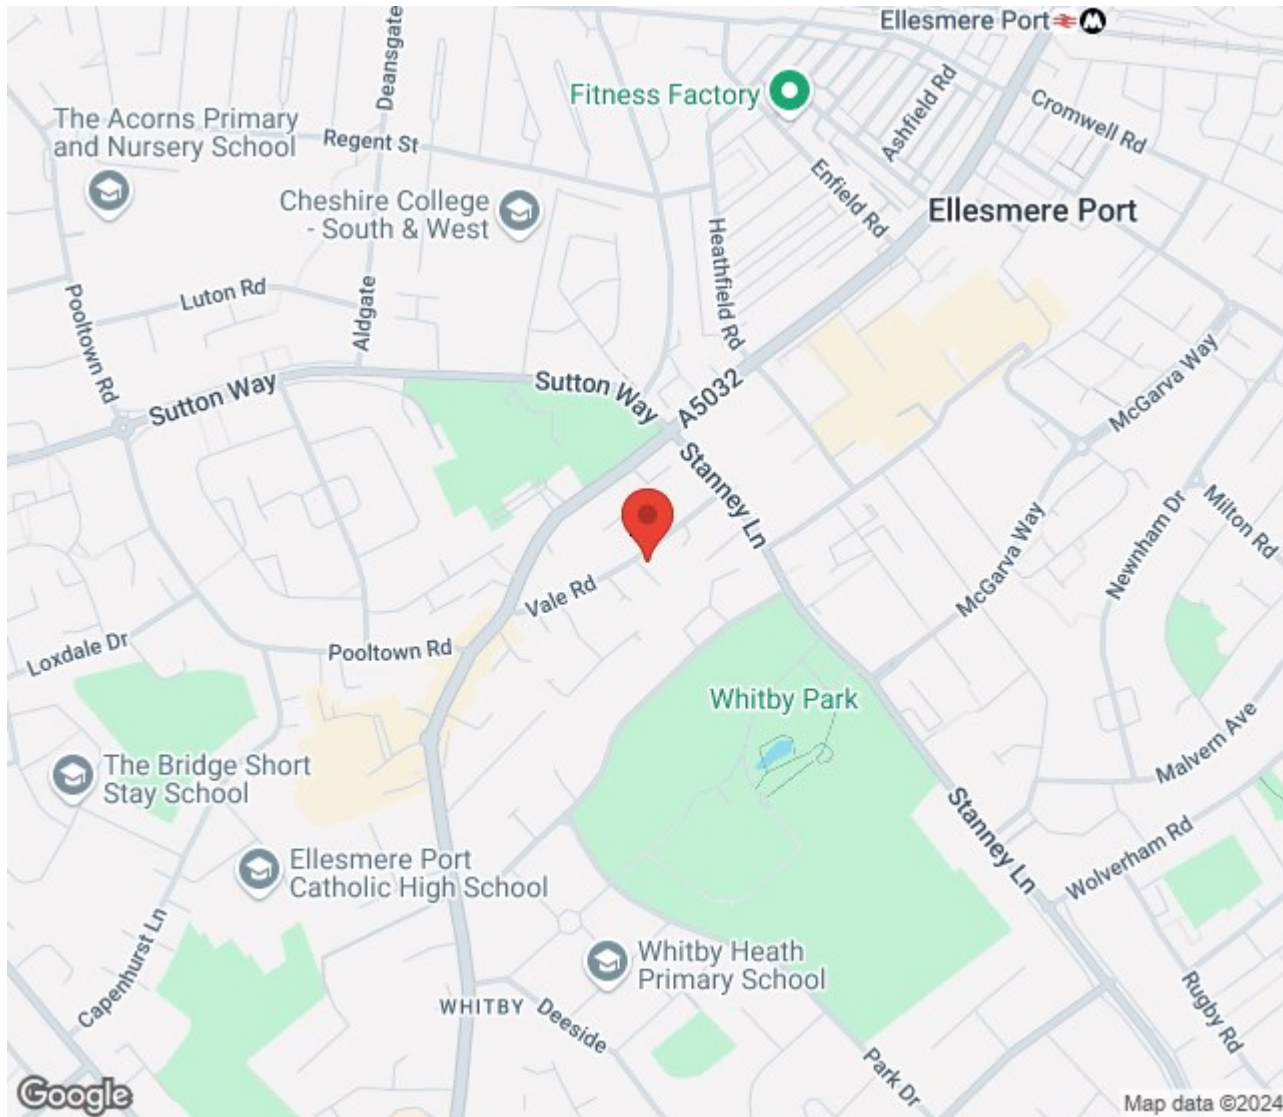 Ellesmere Port
Fitness Factory
Ashfield Rd
Cromwell Rd
Deansgate
The Acorns Primary
and Nursery School
Regent St
Enfield Rd
Cheshire College
- South & West
Ellesmere Port
Heathfield Rd
Luton Rd
Aldgate
Pooltown Rd
Sutton Way
Sutton Way
A5032
McGarva Way
Stanney Ln
Milton Rd
Newnham Dr
McGarva Way
Vale Rd
Loxdale Dr
Pooltown Rd
Whitby Park
Malvern Ave
The Bridge Short
Stay School
Stanney Ln
Wolverham Rd
Ellesmere Port
Catholic High School
Capenhurst Ln
Whitby Heath
Primary School
WHITBY
Deeside
Rugby Rd
Park Dr
Google
Map data ©2024